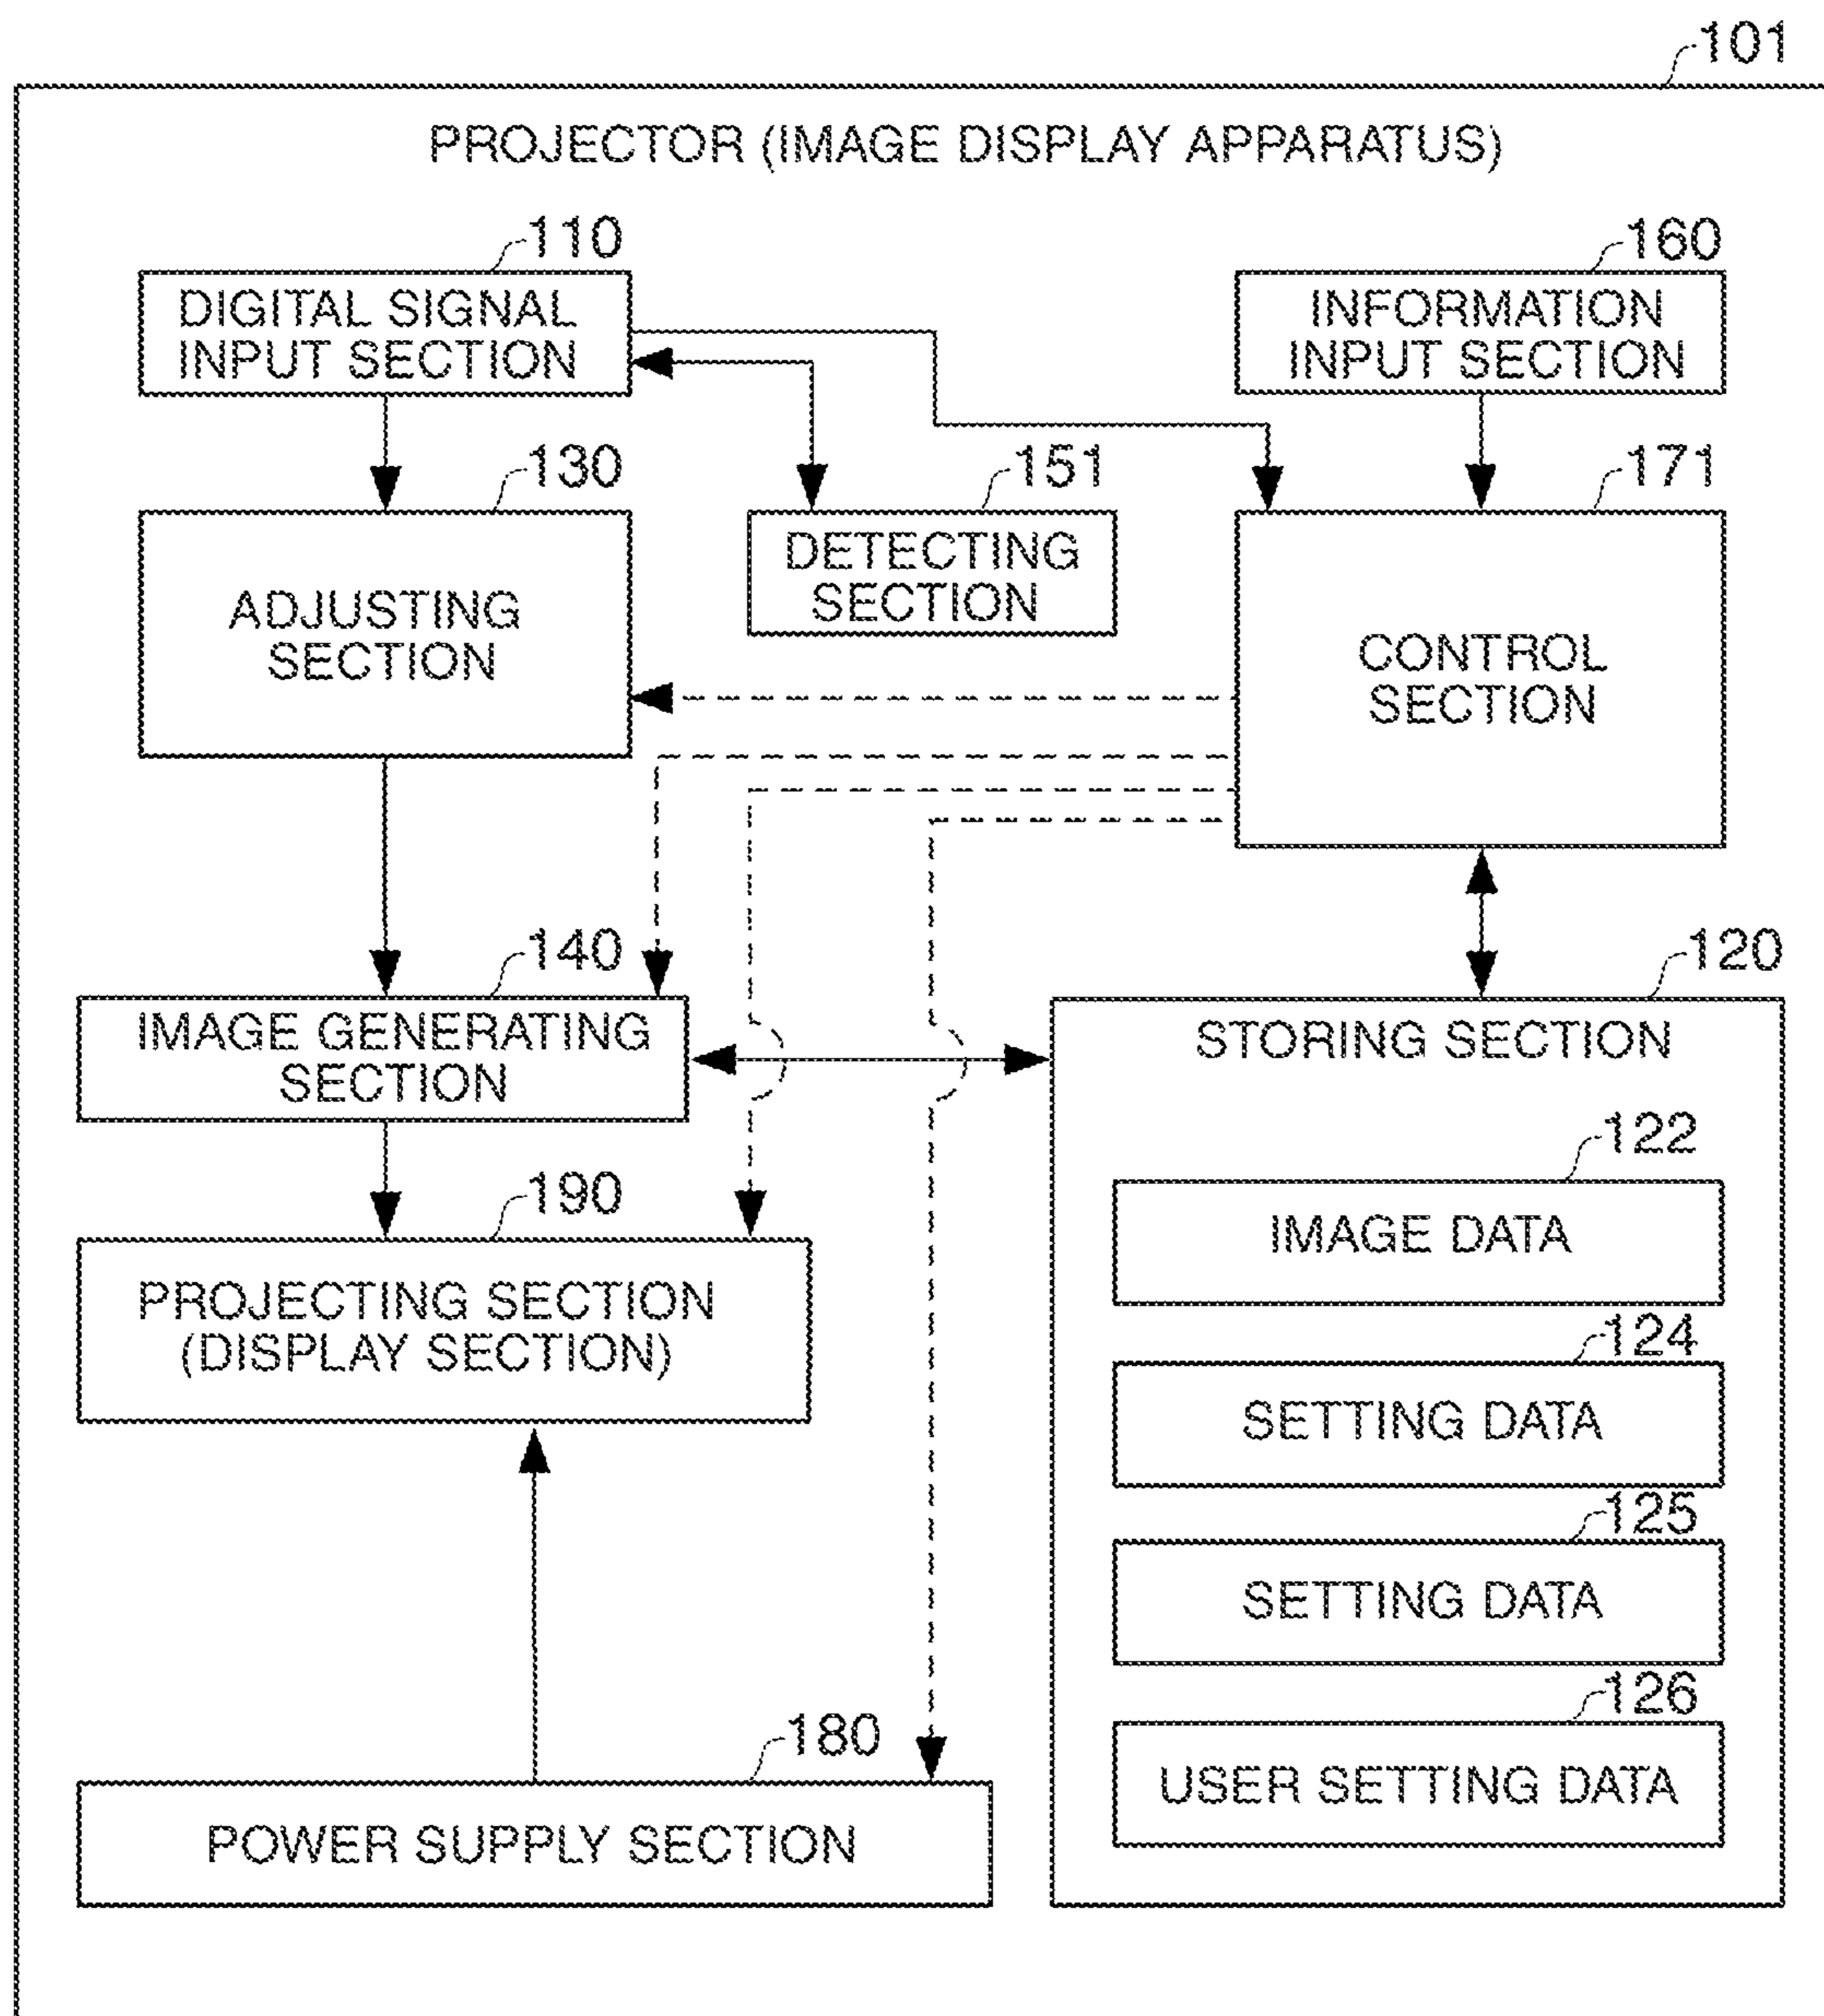 101
PROJECTOR (IMAGE DISPLAY APPARATUS)
110
DIGITAL SIGNAL
INPUT SECTION
160
INFORMATION
INPUT SECTION
130
ADJUSTING
SECTION
151
DETECTING
SECTION
171
CONTROL
SECTION
140
IMAGE GENERATING
SECTION
120
STORING SECTION
122
IMAGE DATA
190
PROJECTING SECTION
(DISPLAY SECTION)
124
SETTING DATA
125
SETTING DATA
126
USER SETTING DATA
180
POWER SUPPLY SECTION